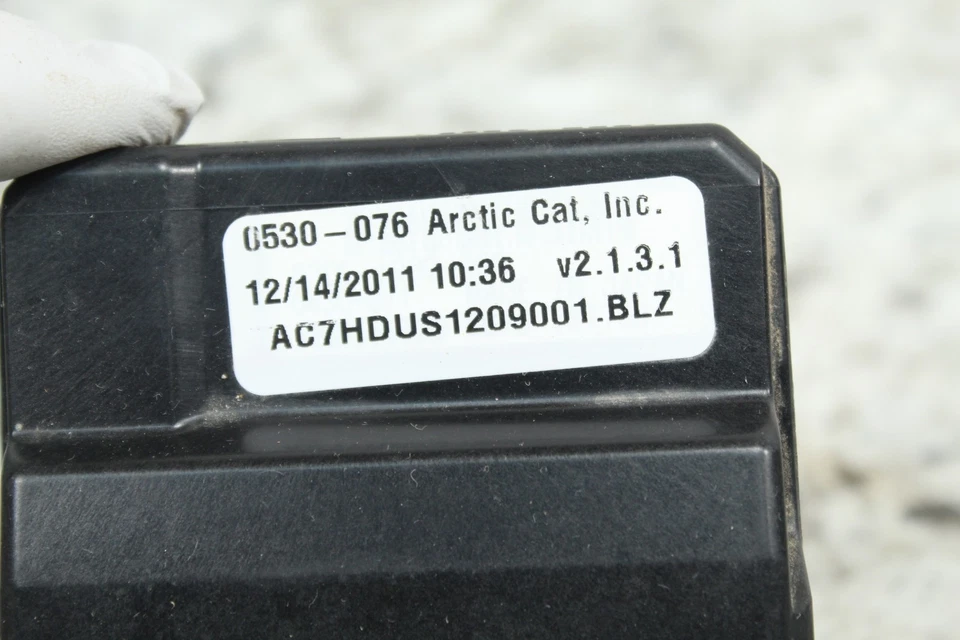 0530-076 Arctic Cat, Inc.
12/14/2011 10:36 v2.1.3.1
AC7HDUS1209001.BLZ